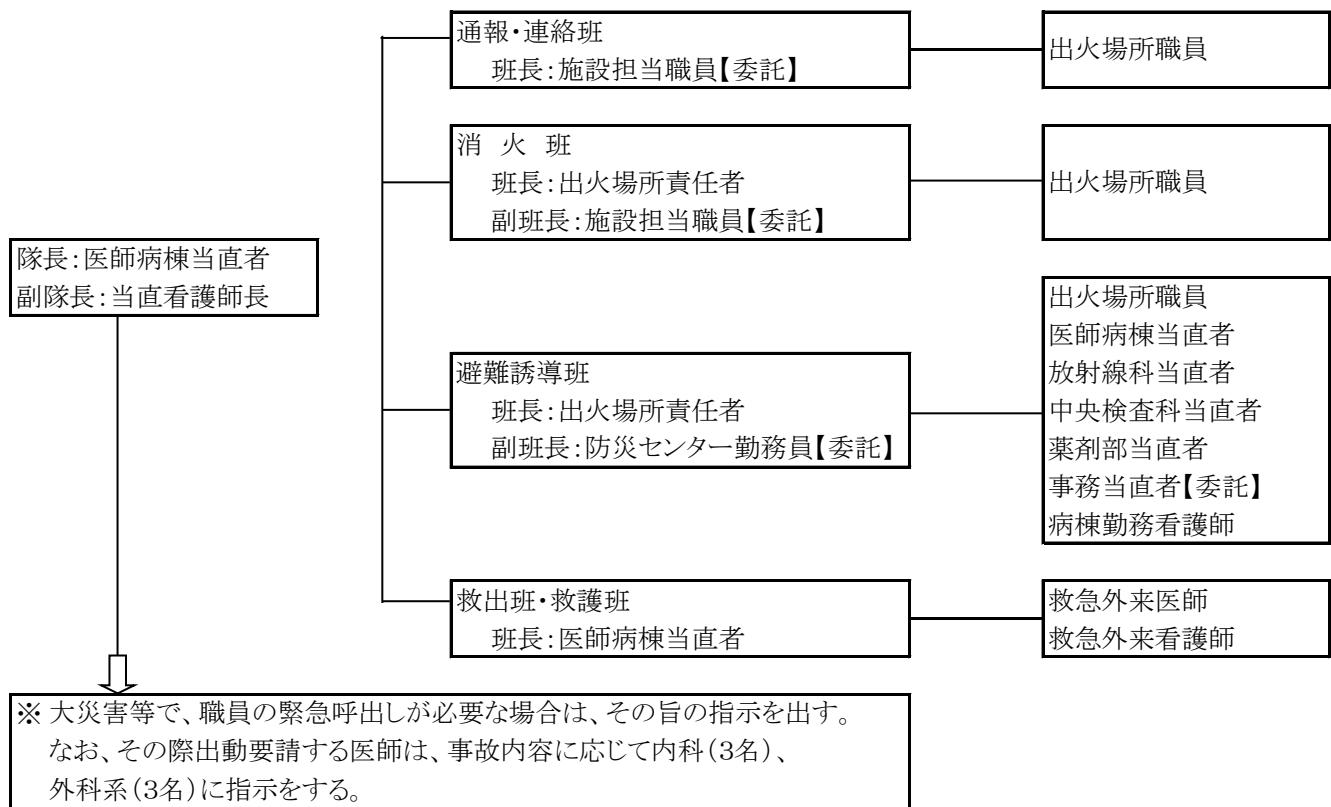 通報・連絡班
班長:施設担当職員【委託】
出火場所職員
消 火 班
班長:出火場所責任者
副班長:施設担当職員【委託】
出火場所職員
隊長:医師病棟当直者
副隊長:当直看護師長
避難誘導班
班長:出火場所責任者
副班長:防災センター勤務員【委託】
出火場所職員
医師病棟当直者
放射線科当直者
中央検査科当直者
薬剤部当直者
事務当直者【委託】
病棟勤務看護師
救出班・救護班
班長:医師病棟当直者
救急外来医師
救急外来看護師
※ 大災害等で、職員の緊急呼出しが必要な場合は、その旨の指示を出す。
なお、その際出動要請する医師は、事故内容に応じて内科(3名)、
外科系(3名)に指示をする。